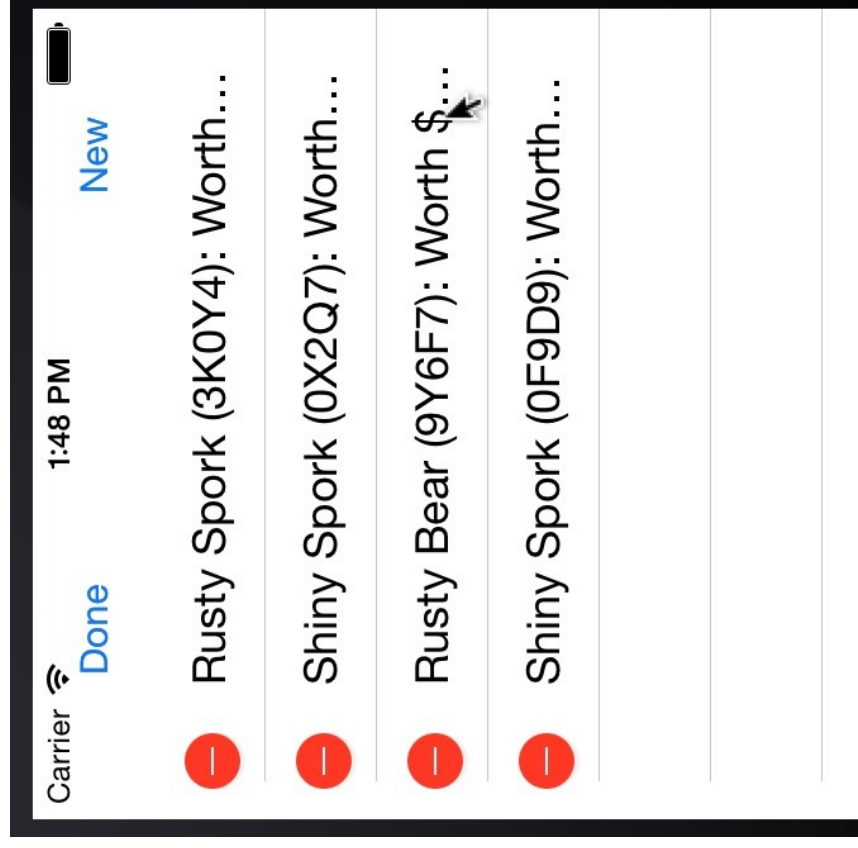 Carrier 1:48 PM
Done New
Rusty Spork (3K0Y4): Worth...
Shiny Spork (0X2Q7): Worth...
Rusty Bear (9Y6F7): Worth $...
Shiny Spork (0F9D9): Worth...